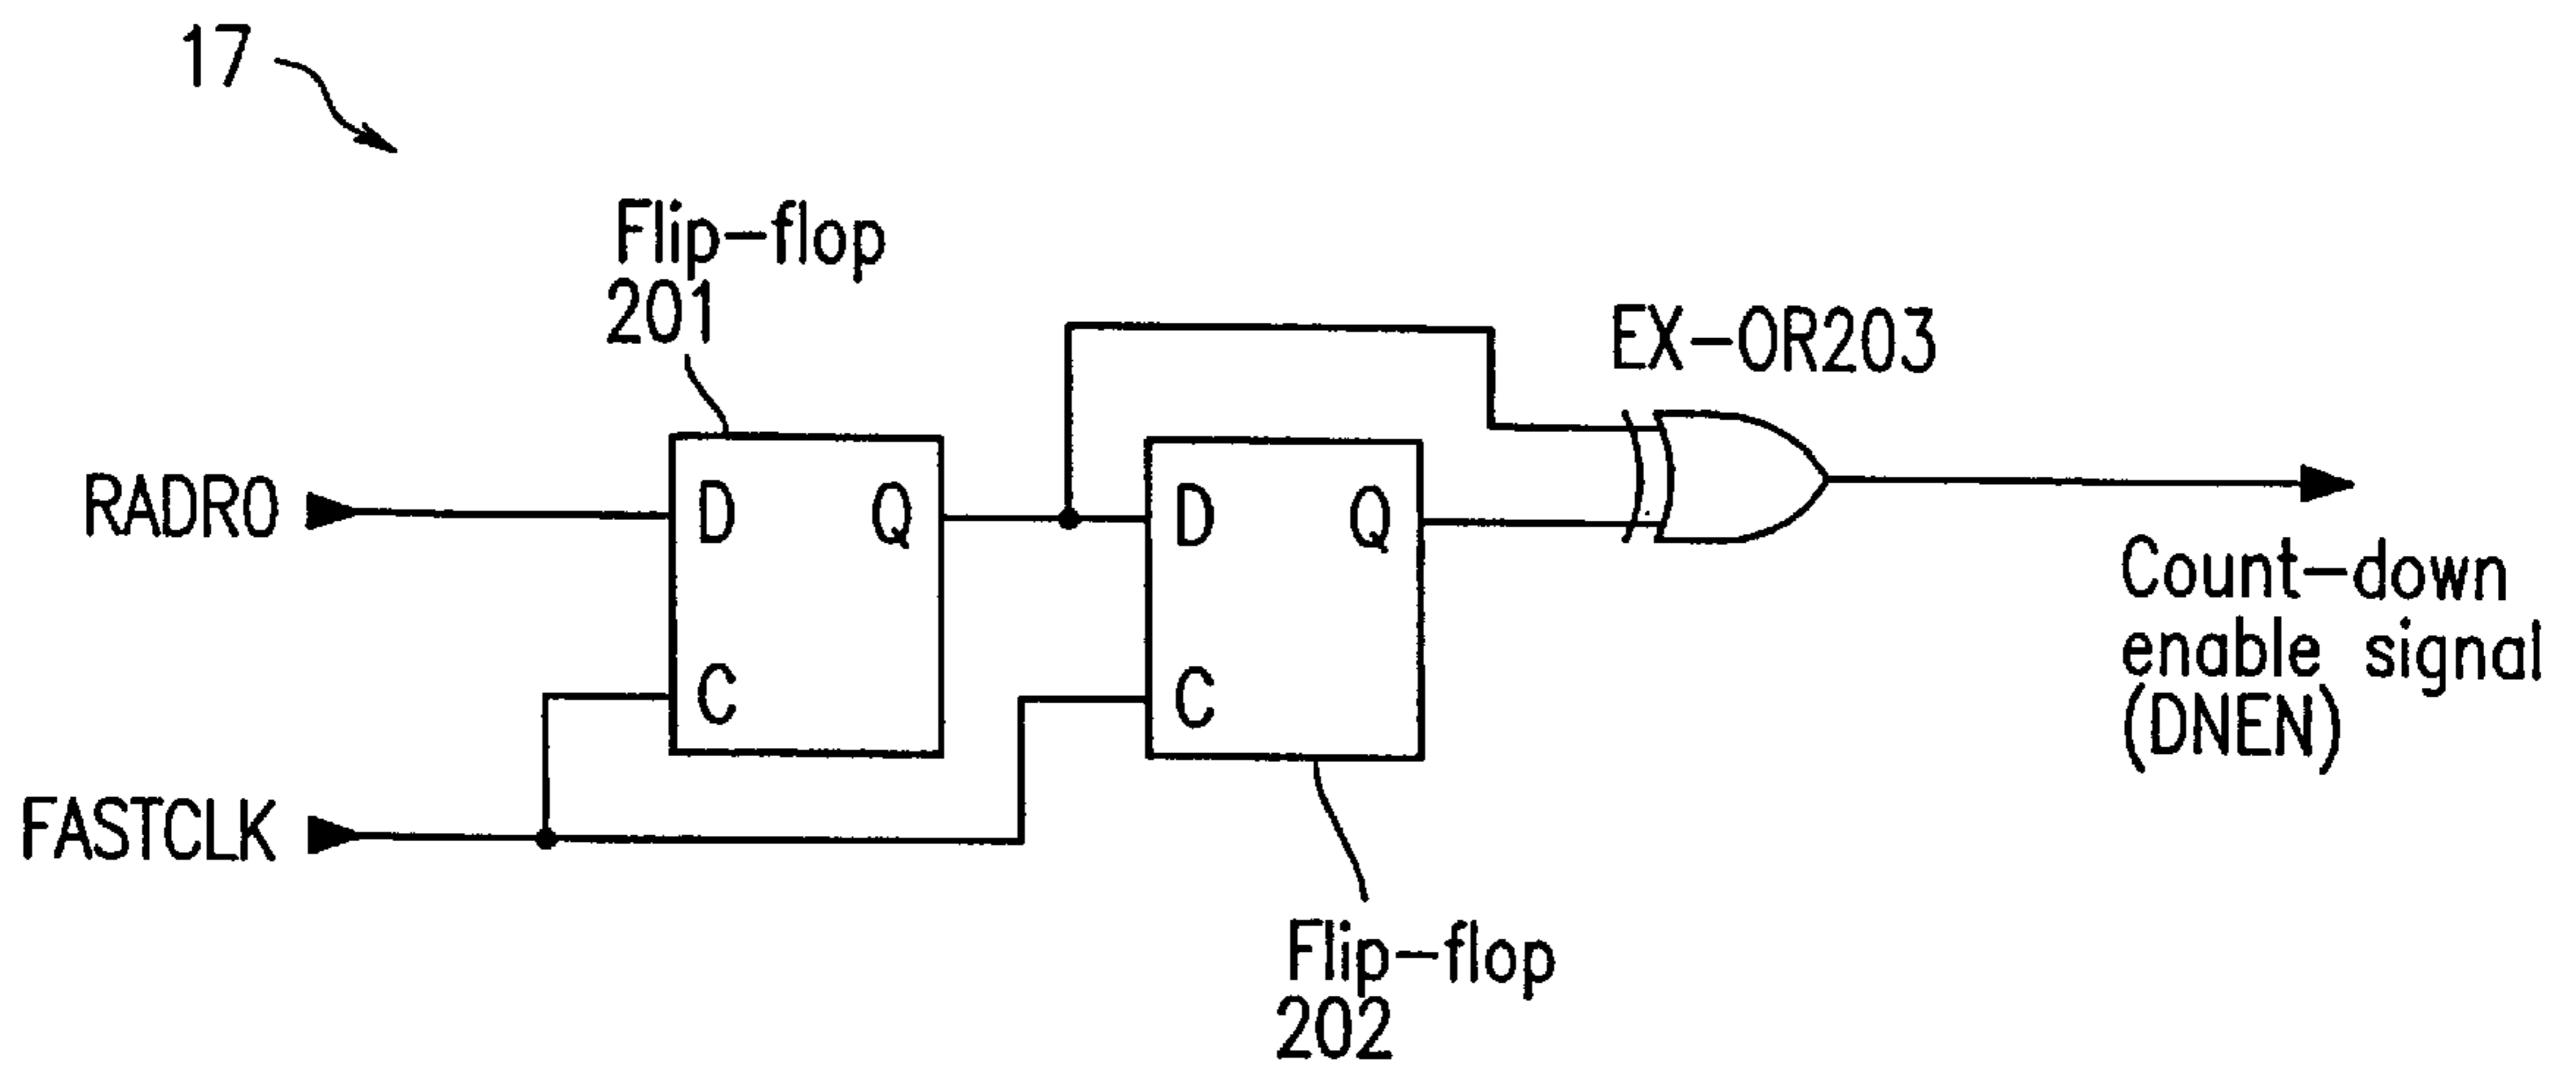 17
Flip-flop
201
EX-OR203
RADR0
D
Q
D
Q
C
C
FASTCLK
Count-down
enable signal
(DNEN)
Flip-flop
202